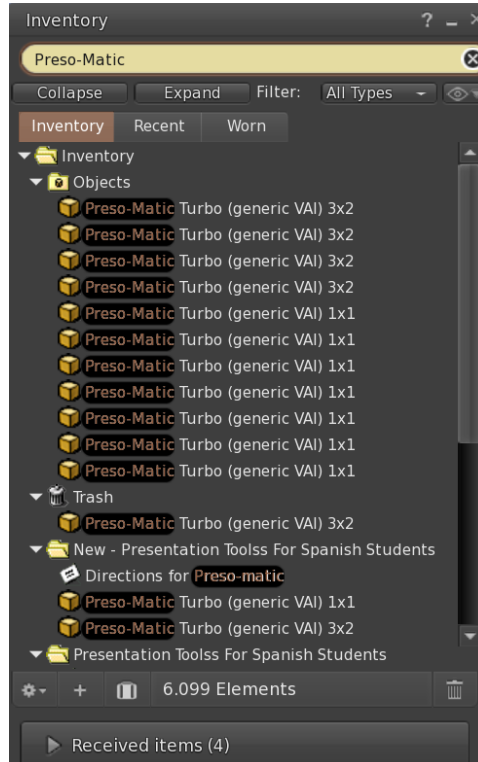 Inventory
Preso-Matic
Collapse Expand Filter: All Types
Inventory Recent Worn
Inventory
Objects
Preso-Matic Turbo (generic VAI) 3x2
Preso-Matic Turbo (generic VAI) 3x2
Preso-Matic Turbo (generic VAI) 3x2
Preso-Matic Turbo (generic VAI) 3x2
Preso-Matic Turbo (generic VAI) 1x1
Preso-Matic Turbo (generic VAI) 1x1
Preso-Matic Turbo (generic VAI) 1x1
Preso-Matic Turbo (generic VAI) 1x1
Preso-Matic Turbo (generic VAI) 1x1
Preso-Matic Turbo (generic VAI) 1x1
Preso-Matic Turbo (generic VAI) 1x1
Trash
Preso-Matic Turbo (generic VAI) 3x2
New - Presentation Toolss For Spanish Students
Directions for Preso-matic
Preso-Matic Turbo (generic VAI) 1x1
Preso-Matic Turbo (generic VAI) 3x2
Presentation Toolss For Spanish Students
6.099 Elements
Received items (4)